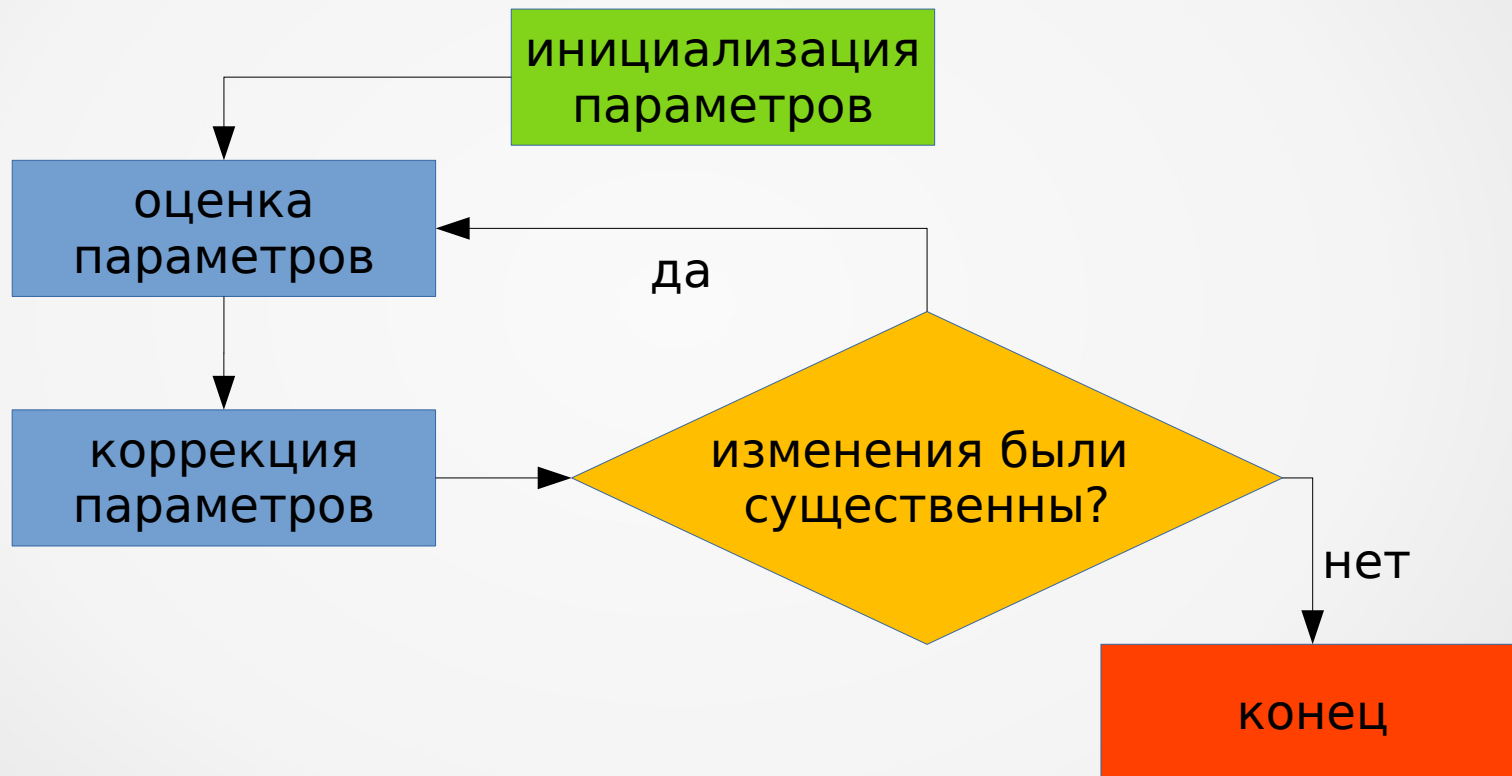 инициализация
параметров
оценка
параметров
да
коррекция
параметров
изменения были
существенны?
нет
конец